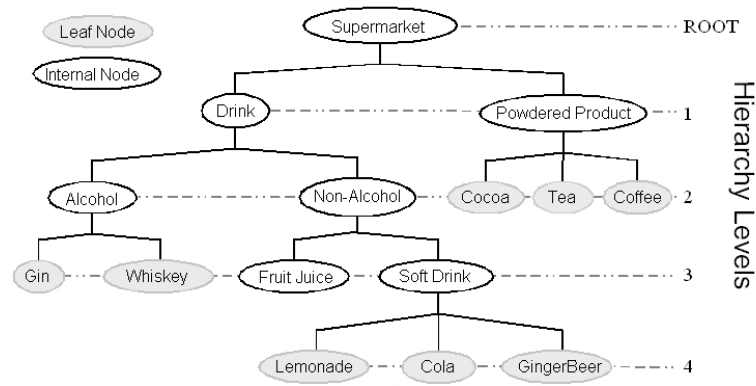 Leaf Node
Internal Node
Supermarket
ROOT
Drink
Powdered Product
1
Alcohol
Non-Alcohol
Cocoa
Tea
Coffee
2
Gin
Whiskey
Fruit Juice
Soft Drink
3
Lemonade
Cola
GingerBeer
4
Hierarchy Levels